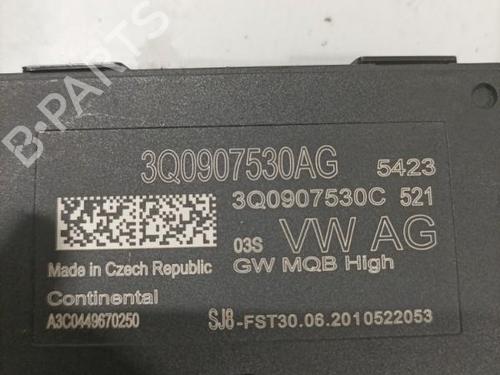 B-PARTS
3Q0907530AG 5423
3Q0907530C 521
03S VW AG
Made in Czech Republic GW MQB High
Continental
A3C0449670250 SJ8-FST30.06.2010522053